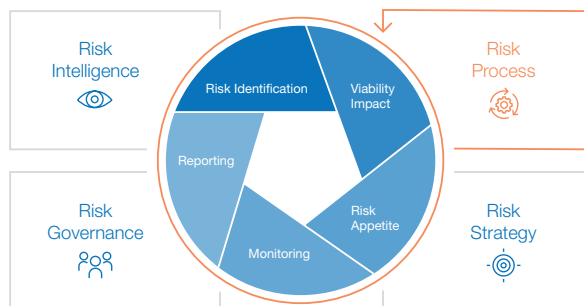 Risk
Intelligence
Risk
Process
Risk Identification
Viability
Impact
Reporting
Risk
Appetite
Monitoring
Risk
Governance
Risk
Strategy